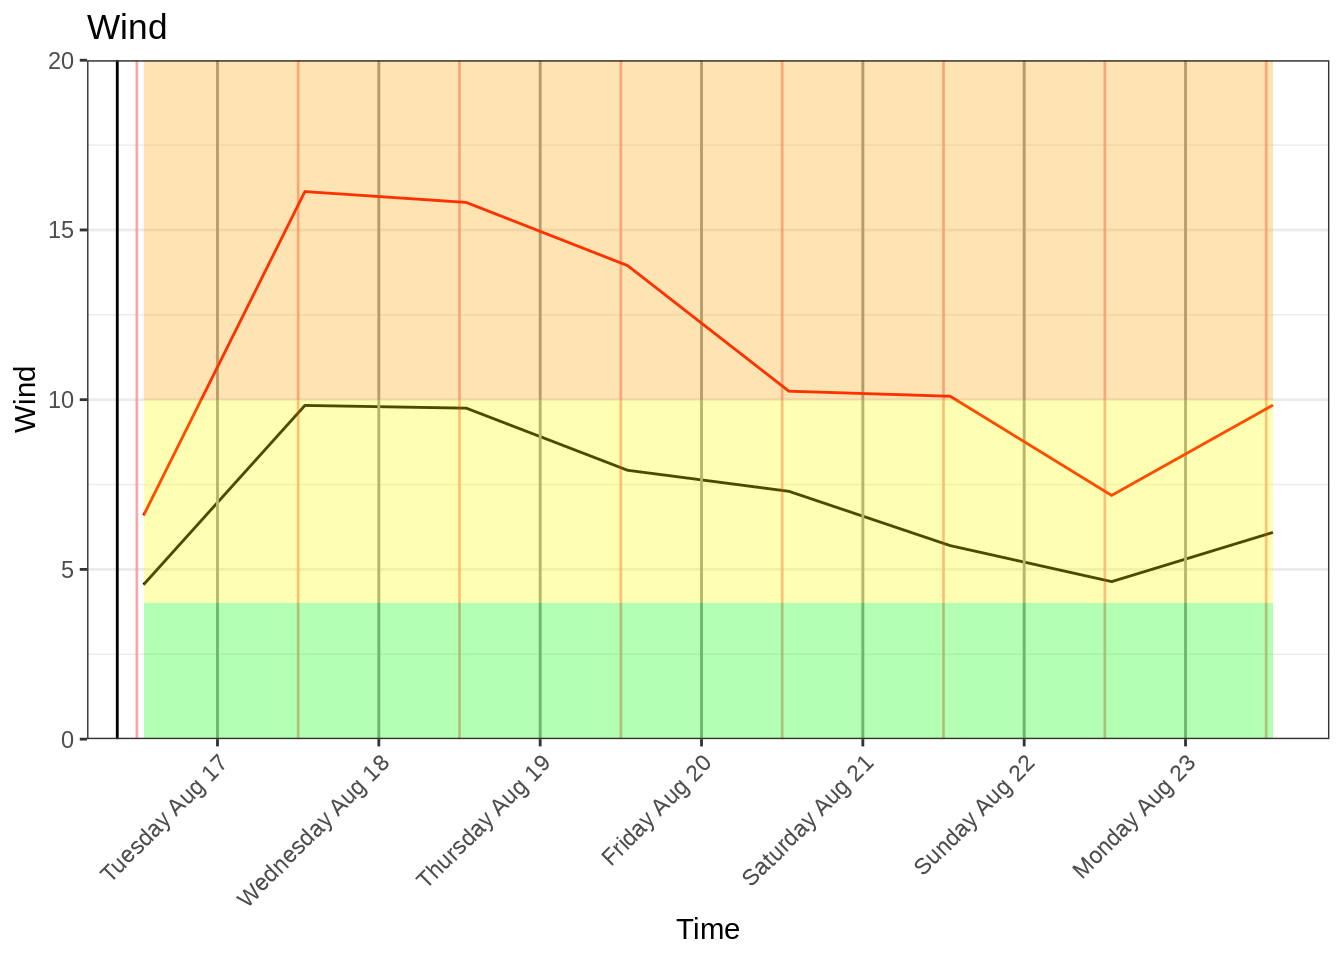 Wind
20
15
10
5
0
Wind
Tuesday Aug 17
Wednesday Aug 18
Thursday Aug 19
Friday Aug 20
Saturday Aug 21
Sunday Aug 22
Monday Aug 23
Time